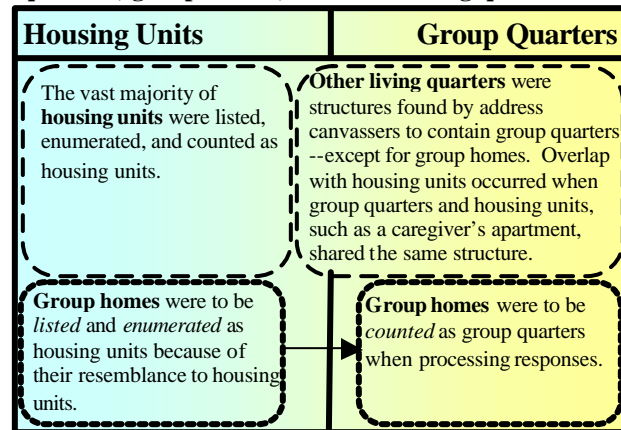 Housing Units
Group Quarters
The vast majority of
housing units were listed,
enumerated, and counted as
housing units.
Other living quarters were
structures found by address
canvassers to contain group quarters
--except for group homes. Overlap
with housing units occurred when
group quarters and housing units,
such as a caregiver's apartment,
shared the same structure.
Group homes were to be
listed and enumerated as
housing units because of
their resemblance to housing
units.
Group homes were to be
counted as group quarters
when processing responses.